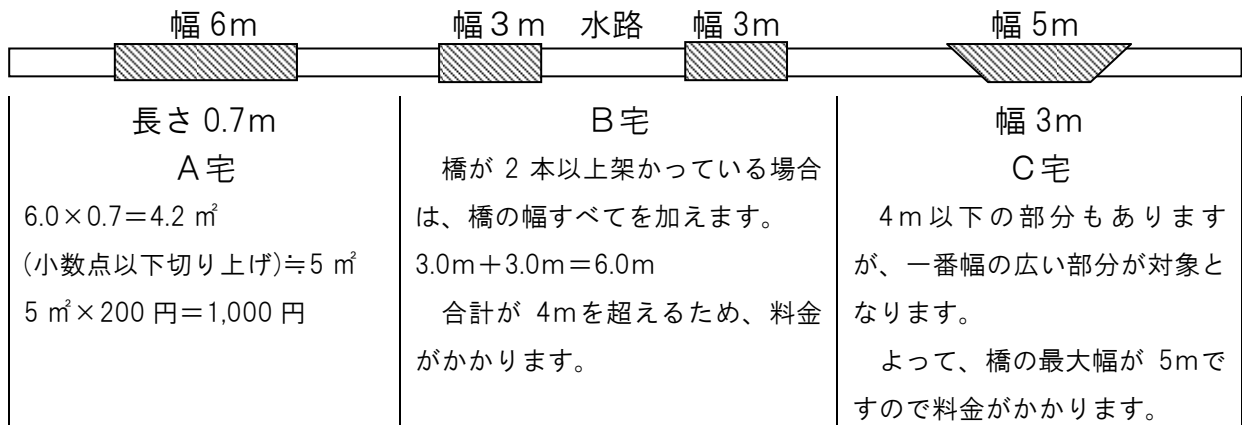 幅 6m
幅３ｍ 水路 幅 3m
幅 5m
長さ 0.7m
Ａ宅
6.0×0.7＝4.2 ㎡
(小数点以下切り上げ)≒5 ㎡
5 ㎡×200 円＝1,000 円
Ｂ宅
橋が 2 本以上架かっている場合
は、橋の幅すべてを加えます。
3.0m＋3.0m＝6.0m
合計が 4mを超えるため、料金
がかかります。
幅 3m
Ｃ宅
4m以下の部分もあります
が、一番幅の広い部分が対象と
なります。
よって、橋の最大幅が 5mで
すので料金がかかります。